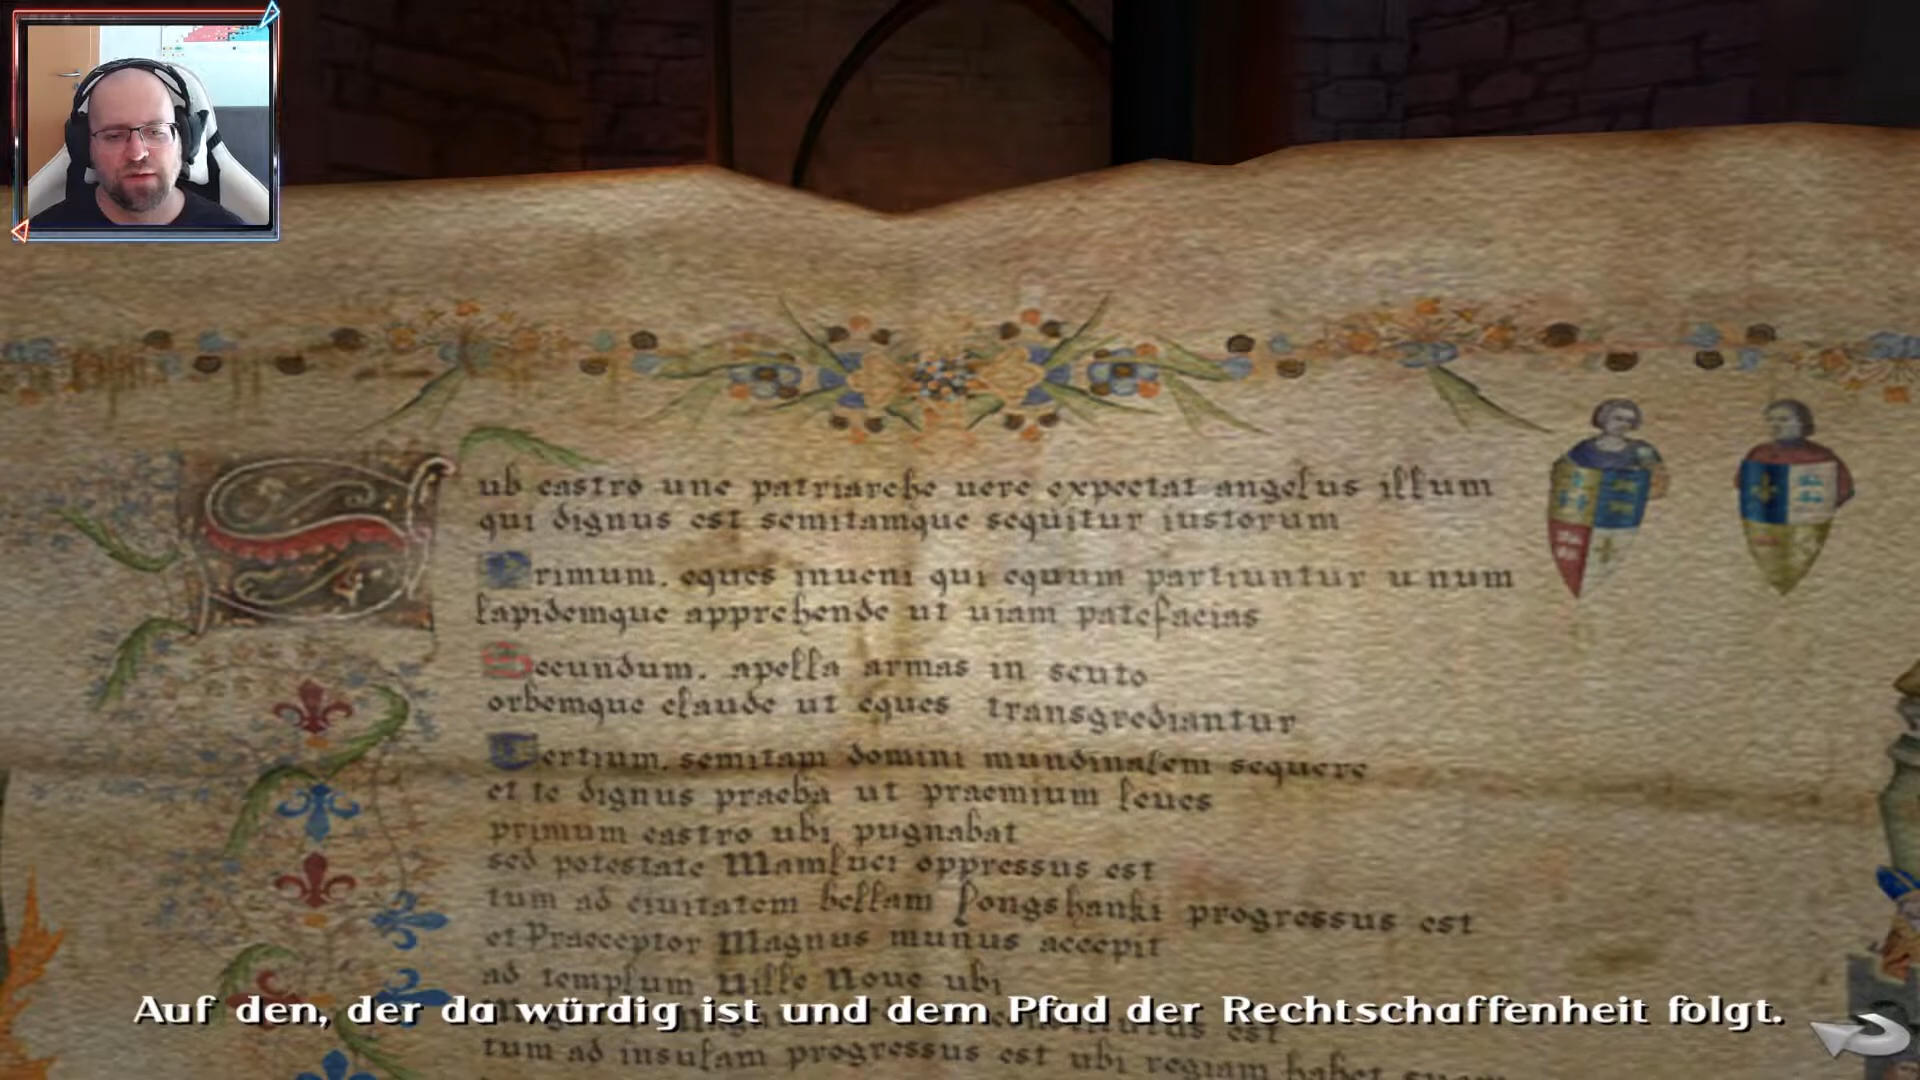 Sub castro une patriarche uere expectat angelus illum
qui dignus est semitamque sequitur iustorum
Primum. eques inueni qui equum partiuntur unum
lapidemque apprehende ut uiam patefacias
Secundum. apella armas in scuto
orbemque claude ut eques transgrediantur
Tertium. semitam domini mundinalem sequere
et te dignus praeba ut praemium leues
primum castro ubi pugnabat
sed potestate Mamluci oppressus est
tum ad ciuitatem bellam Longshanki progressus est
et Praeceptor Magnus munus accepit
ad templum uille noue ubi
Auf den, der da würdig ist und dem Pfad der Rechtschaffenheit folgt.
tum ad insulam progressus est ubi regiam habet suam